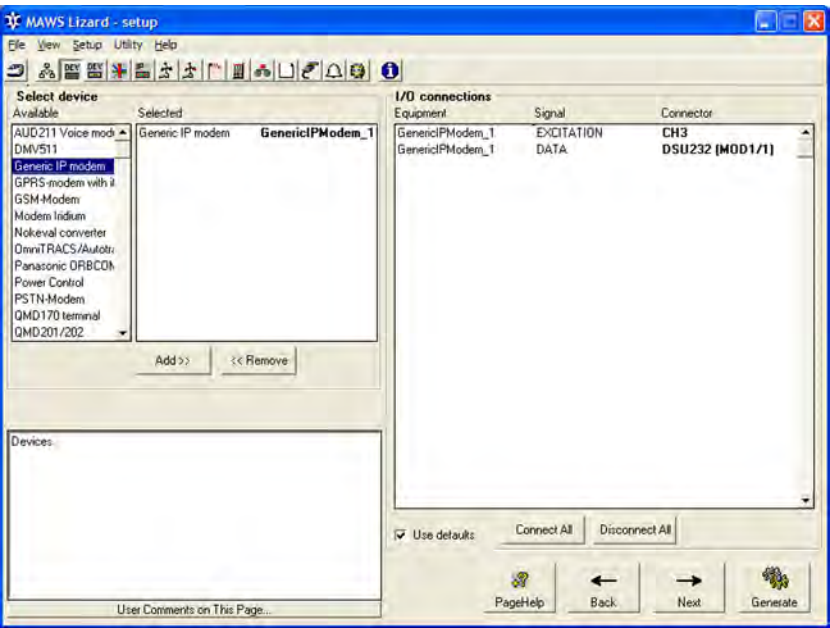 MAWS Lizard - setup
File View Setup Utility Help
DEV DEV
Select device
Available Selected
AUD211 Voice mod
DMV511
Generic IP modem
GPRS-modem with
GSM-Modem
Modem Iridium
Nokeval converter
OmniTRACS/Autotr
Panasonic ORBCOM
Power Control
PSTN-Modem
QMD170 terminal
QMD201/202
Generic IP modem GenericIPModem_1
Add >> << Remove
Devices
User Comments on This Page...
I/O connections
Equipment Signal Connector
GenericIPModem_1 EXCITATION CH3
GenericIPModem_1 DATA DSU232 (MOD1/1)
Use defaults Connect All Disconnect All
PageHelp Back Next Generate